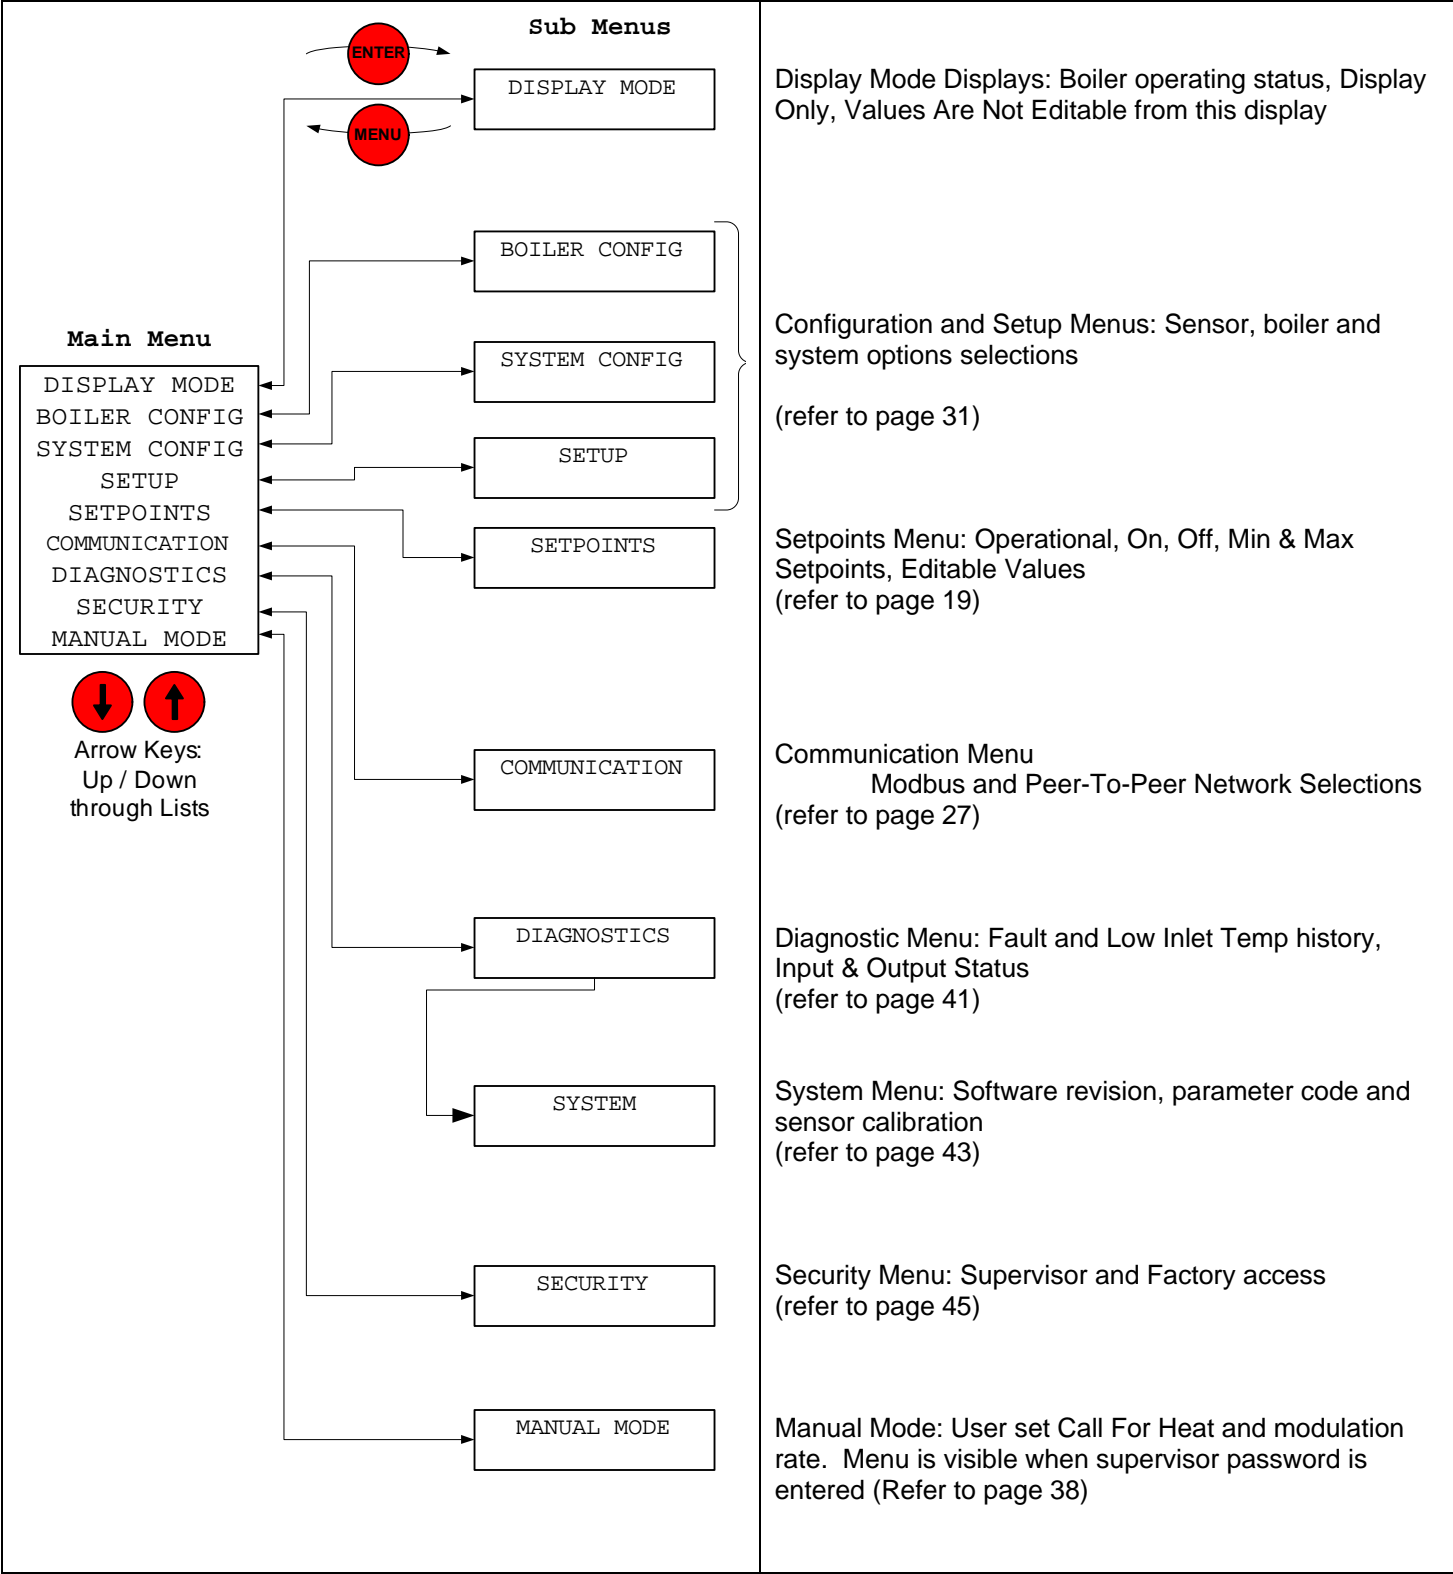 Sub Menus
ENTER
MENU
DISPLAY MODE
Display Mode Displays: Boiler operating status, Display
Only, Values Are Not Editable from this display
BOILER CONFIG
SYSTEM CONFIG
SETUP
Configuration and Setup Menus: Sensor, boiler and
system options selections
(refer to page 31)
Main Menu
DISPLAY MODE
BOILER CONFIG
SYSTEM CONFIG
SETUP
SETPOINTS
COMMUNICATION
DIAGNOSTICS
SECURITY
MANUAL MODE
Arrow Keys:
Up / Down
through Lists
SETPOINTS
Setpoints Menu: Operational, On, Off, Min & Max
Setpoints, Editable Values
(refer to page 19)
COMMUNICATION
Communication Menu
Modbus and Peer-To-Peer Network Selections
(refer to page 27)
DIAGNOSTICS
Diagnostic Menu: Fault and Low Inlet Temp history,
Input & Output Status
(refer to page 41)
SYSTEM
System Menu: Software revision, parameter code and
sensor calibration
(refer to page 43)
SECURITY
Security Menu: Supervisor and Factory access
(refer to page 45)
MANUAL MODE
Manual Mode: User set Call For Heat and modulation
rate.  Menu is visible when supervisor password is
entered (Refer to page 38)